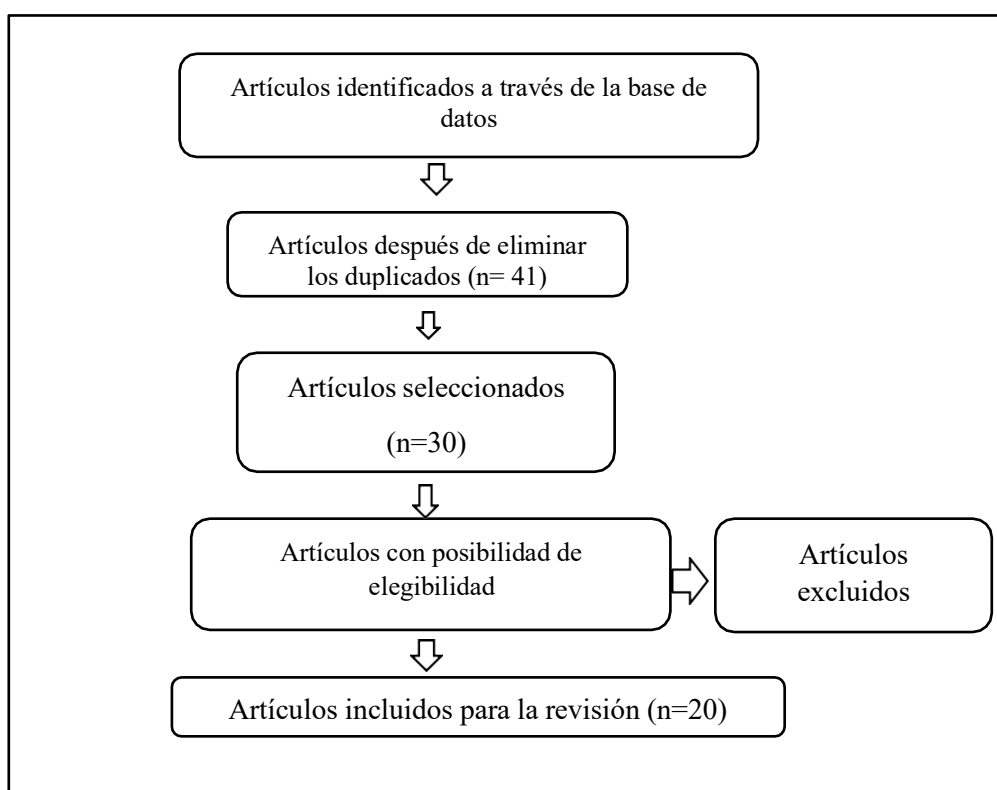 Artículos identificados a través de la base de
datos
Artículos después de eliminar
los duplicados (n= 41)
Artículos seleccionados
(n=30)
Artículos con posibilidad de
elegibilidad
Artículos
excluidos
Artículos incluidos para la revisión (n=20)